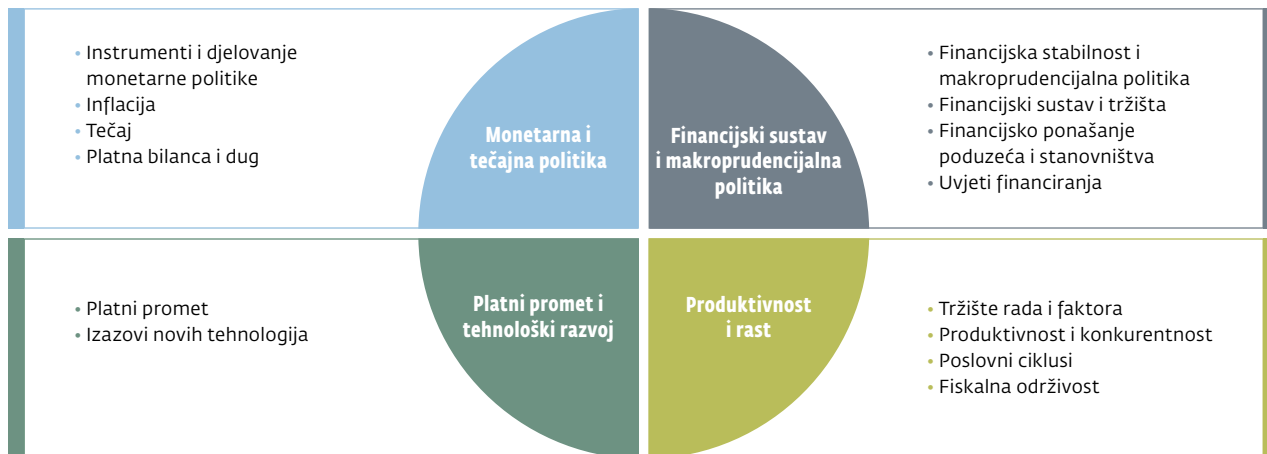 • Instrumenti i djelovanje
monetarne politike
• Inflacija
• Tečaj
• Platna bilanca i dug
Monetarna i
tečajna politika
Financijski sustav
i makroprudencijalna
politika
• Financijska stabilnost i
makroprudencijalna politika
• Financijski sustav i tržišta
• Financijsko ponašanje
poduzeća i stanovništva
• Uvjeti financiranja
• Platni promet
• Izazovi novih tehnologija
Platni promet i
tehnološki razvoj
Produktivnost
i rast
• Tržište rada i faktora
• Produktivnost i konkurentnost
• Poslovni ciklusi
• Fiskalna održivost